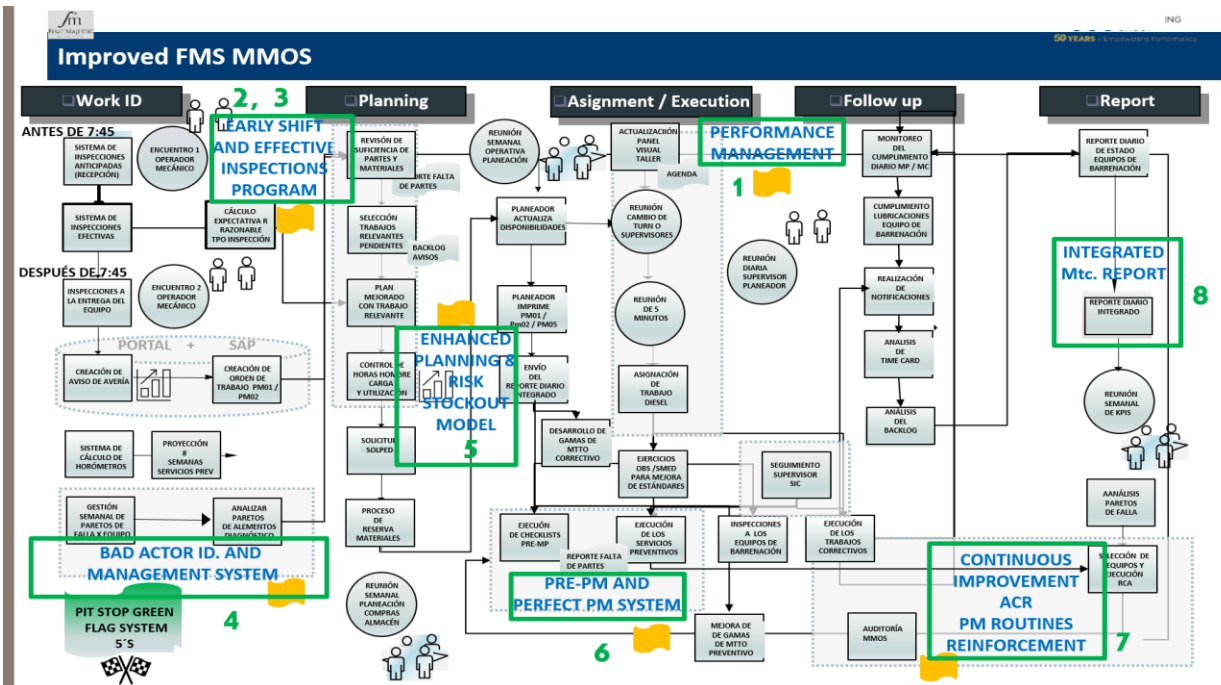 fm
ING
50 YEARS in Empowering Performance
Improved FMS MMOS
Work ID
Planning
Asignment / Execution
Follow up
Report
ANTES DE 7:45
SISTEMA DE
INSPECCIONES
ANTICIPADAS
(RECEPCIÓN)
ENCUENTRO 1
OPERADOR
MECÁNICO
2, 3
EARLY SHIFT
AND EFFECTIVE
INSPECTIONS
PROGRAM
SISTEMA DE
INSPECCIONES
EFECTIVAS
CÁLCULO
EXPECTATIVA R
RAZONABLE
TPO INSPECCIÓN
DESPUÉS DE 7:45
INSPECCIONES A
LA ENTREGA DEL
EQUIPO
ENCUENTRO 2
OPERADOR
MECÁNICO
PORTAL + SAP
CREACIÓN DE
AVISO DE AVERÍA
CREACIÓN DE
ORDEN DE
TRABAJO PM01 /
PM02
SISTEMA DE
CÁLCULO DE
HORÓMETROS
PROYECCIÓN
8
SEMANAS
SERVICIOS PREV
GESTIÓN
SEMANAL DE
PARETOS DE
FALLA X EQUIPO
ANALIZAR
PARETOS DE
ALEMENTOS
DIAGNÓSTICO
BAD ACTOR ID. AND
MANAGEMENT SYSTEM
4
PIT STOP GREEN
FLAG SYSTEM
5´S
REVISIÓN DE
SUFICIENCIA DE
PARTES Y
MATERIALES
ORTE FALTA
DE PARTES
SELECCIÓN
TRABAJOS
RELEVANTES
PENDIENTES
BACKLOG
AVISOS
PLAN
MEJORADO
CON TRABAJO
RELEVANTE
CONTROL DE
HORAS HOMBRE
CARGA
Y UTILIZACIÓN
ENHANCED
PLANNING &
RISK
STOCKOUT
MODEL
5
SOLICITUD
SOLPED
PROCESO
DE
RESERVA
MATERIALES
REUNIÓN
SEMANAL
PLANEACIÓN
COMPRAS
ALMACÉN
REUNIÓN
SEMANAL
OPERATIVA
PLANEACIÓN
PLANEADOR
ACTUALIZA
DISPONIBILIDADES
PLANEADOR
IMPRIME
PM01 /
Pm02 / PM05
ENVÍO
DEL
REPORTE DIARIO
INTEGRADO
DESARROLLO DE
GAMAS DE
MTTO
CORRECTIVO
ACTUALIZACIÓN
PANEL
VISUAL
TALLER
AGENDA
REUNIÓN
CAMBIO DE
TURN O
SUPERVISORES
REUNIÓN
DE 5
MINUTOS
ASIGNACIÓN
DE
TRABAJO
DIESEL
EJERCICIOS
OBS /SMED
PARA MEJORA
DE ESTÁNDARES
EJECUCÓN
DE CHECKLISTS
PRE-MP
REPORTE FALTA
DE PARTES
EJECUCIÓN
DE LOS
SERVICIOS
PREVENTIVOS
PRE-PM AND
PERFECT PM SYSTEM
6
INSPECCIONES
A LOS EQUIPOS
DE BARRENACIÓN
MEJORA DE
DE GAMAS
DE MTTO
PREVENTIVO
PERFORMANCE
MANAGEMENT
1
REUNIÓN
DIARIA
SUPERVISOR
PLANEADOR
SEGUIMIENTO
SUPERVISOR
SIC
EJECUCIÓN
DE LOS
TRABAJOS
CORRECTIVOS
MONITOREO
DEL
CUMPLIMIENTO
DIARIO MP / MC
CUMPLIMIENTO
LUBRICACIONES
EQUIPO DE
BARRENACIÓN
REALIZACIÓN
DE
NOTIFICACIONES
ANALISIS
DE
TIME CARD
ANÁLISIS
DEL
BACKLOG
AUDITORÍA
MMOS
CONTINUOUS
IMPROVEMENT
ACR
PM ROUTINES
REINFORCEMENT
7
REPORTE DIARIO
DE ESTADO
EQUIPOS DE
BARRENACIÓN
INTEGRATED
Mtc. REPORT
8
REPORTE DIARIO
INTEGRADO
REUNIÓN
SEMANAL
DE
KPIS
AANÁLISIS
PARETOS
DE
FALLA
SELECCIÓN DE
EQUIPOS Y
EJECUCIÓN
RCA